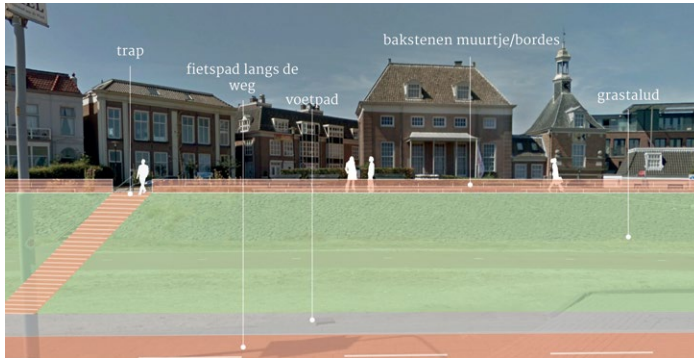 trap
fietspad langs de
weg
voetpad
bakstenen muurtje/bordes
grastalud